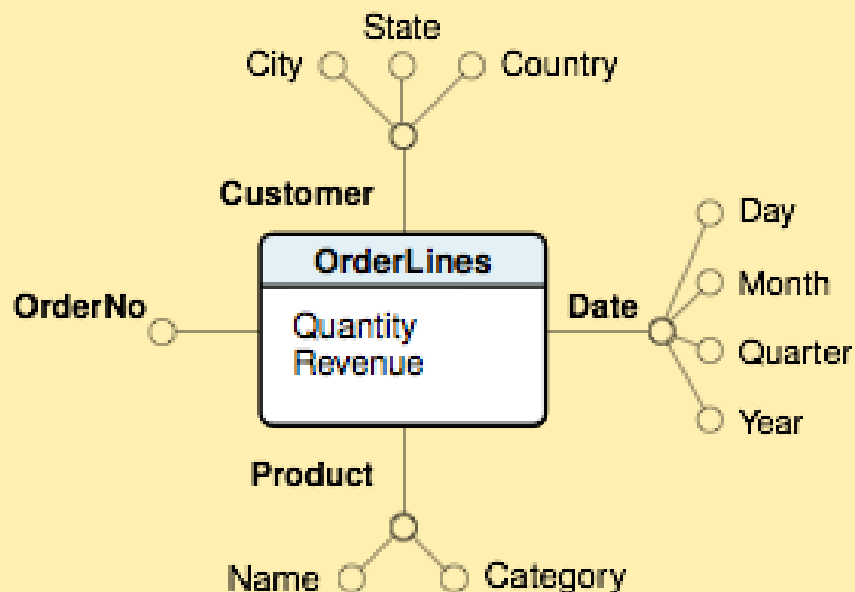 State
City
Country
Customer
Day
OrderLines
Month
OrderNo
Date
Quantity
Revenue
Quarter
Year
Product
Name
Category